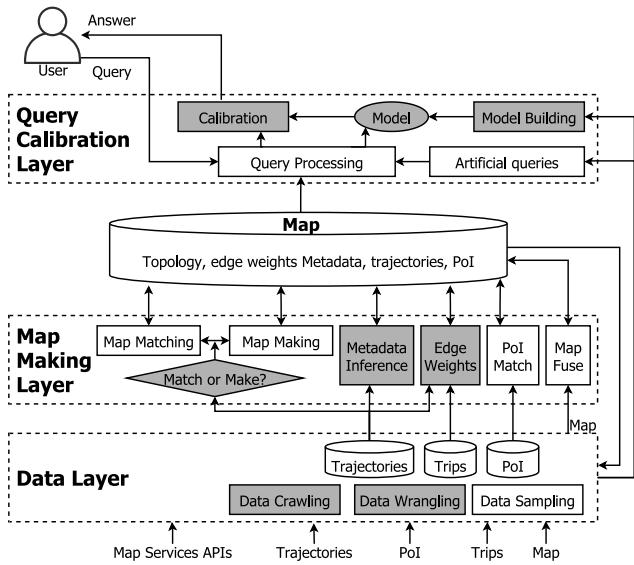 Answer
User
Query
Query
Calibration
Layer
Calibration
Model
Model Building
Query Processing
Artificial queries
Map
Topology, edge weights Metadata, trajectories, PoI
Map
Making
Layer
Map Matching
Map Making
Metadata
Inference
Edge
Weights
PoI
Match
Map
Fuse
Match or Make?
Map
Data Layer
Trajectories
Trips
PoI
Data Crawling
Data Wrangling
Data Sampling
Map Services APIs
Trajectories
PoI
Trips
Map